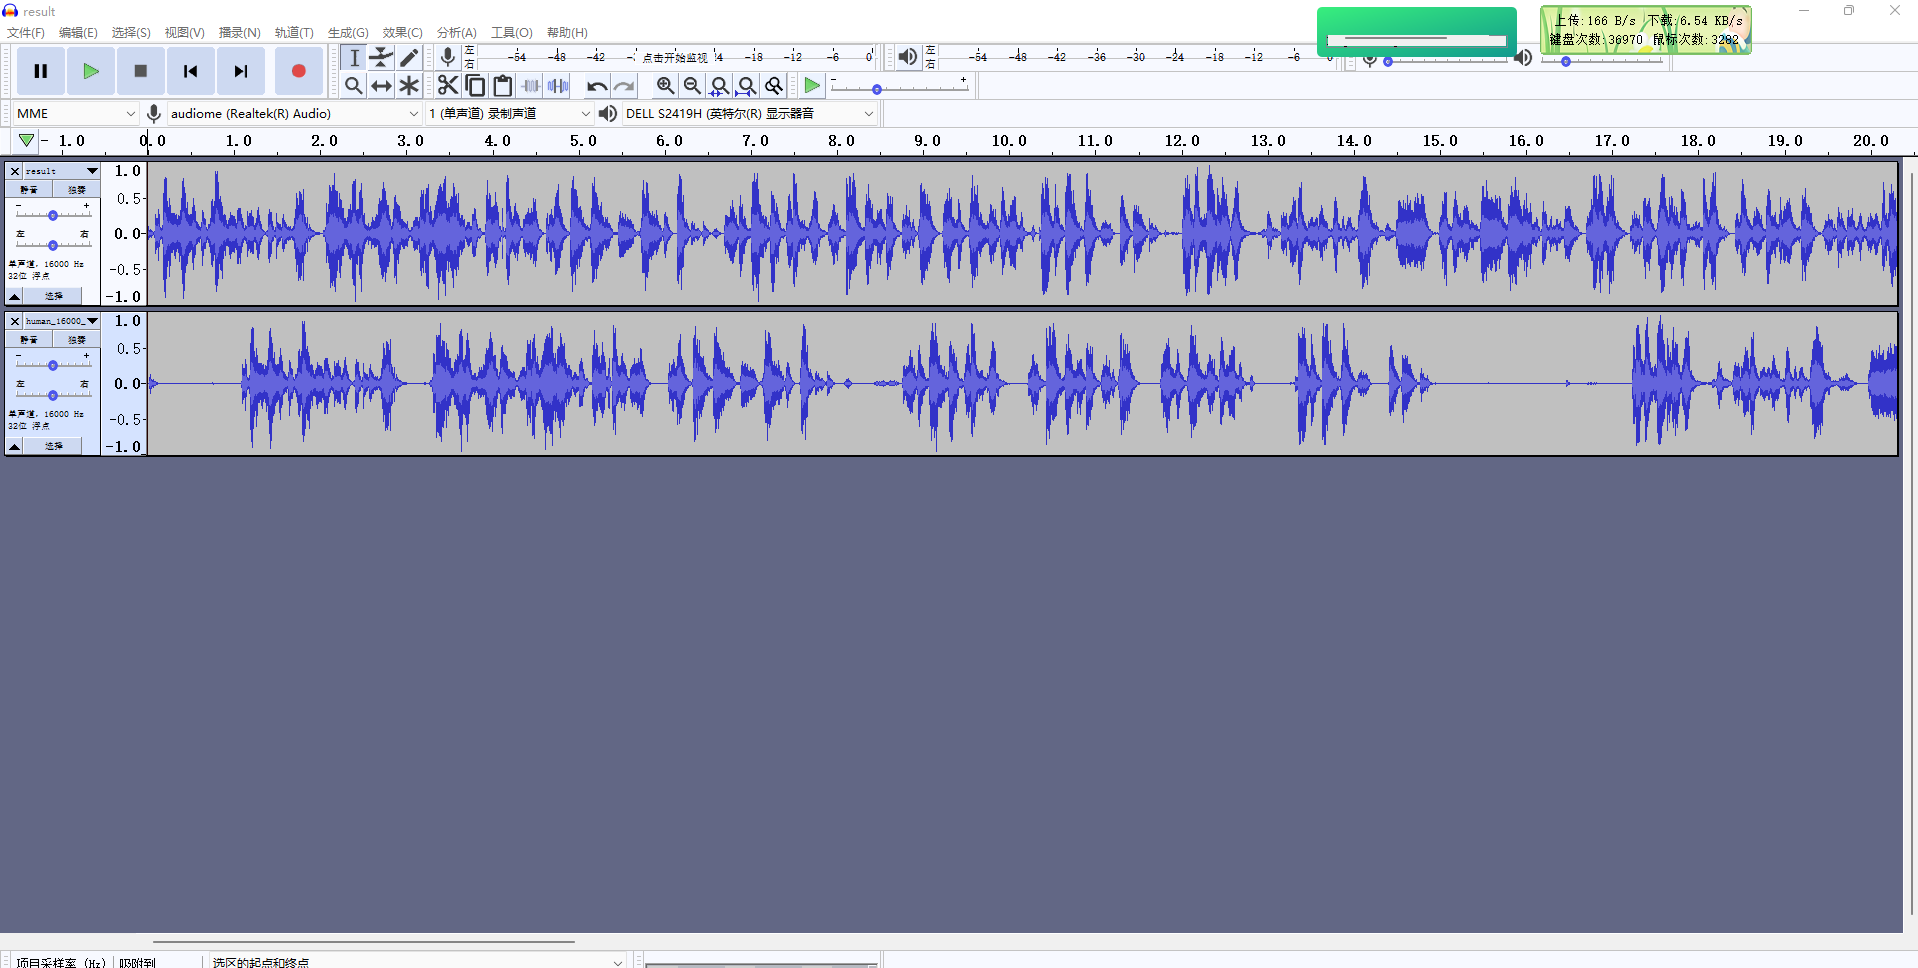 result
文件(F) 编辑(E) 选择(S) 视图(V) 播录(N) 轨道(T) 生成(G) 效果(C) 分析(A) 工具(O) 帮助(H)
上传:166 B/s 下载:6.54 KB/s
键盘次数:36970 鼠标次数:3282
左
右
-54 -48 -42 点击开始监视 -18 -12 -6 0
左
右
-54 -48 -42 -36 -30 -24 -18 -12 -6 0
- +
MME audiome (Realtek(R) Audio) 1 (单声道) 录制声道 DELL S2419H (英特尔(R) 显示器音
- 1.0 0.0 1.0 2.0 3.0 4.0 5.0 6.0 7.0 8.0 9.0 10.0 11.0 12.0 13.0 14.0 15.0 16.0 17.0 18.0 19.0 20.0
result
静音 独奏
- +
左 右
单声道, 16000 Hz
32位 浮点
选择
1.0
0.5
0.0
-0.5
-1.0
human_16000_
静音 独奏
- +
左 右
单声道, 16000 Hz
32位 浮点
选择
1.0
0.5
0.0
-0.5
-1.0
项目采样率 (Hz) 吸附到 选区的起点和终点